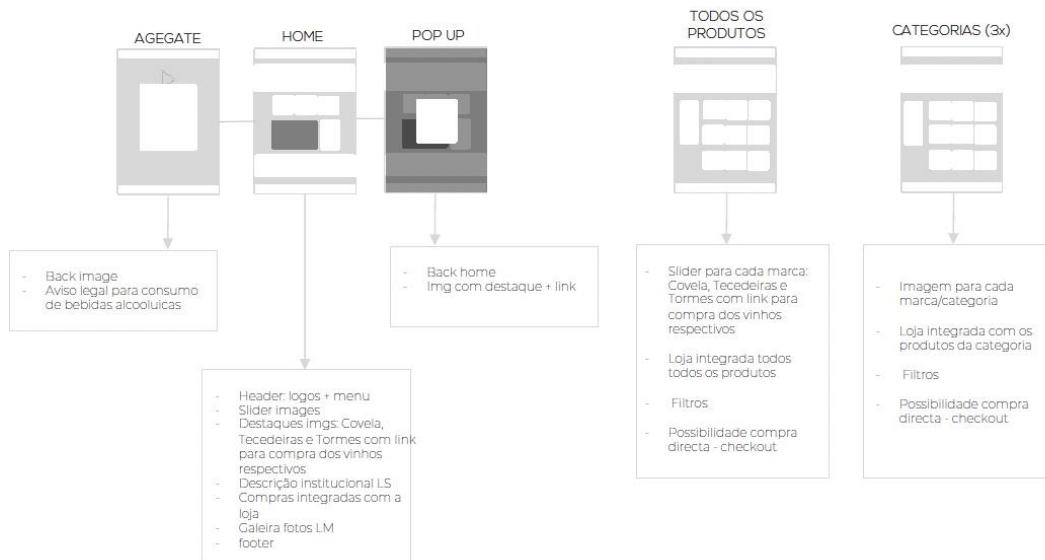 AGEGATE
HOME
POP UP
TODOS OS
PRODUTOS
CATEGORIAS (3x)
- Back image
- Aviso legal para consumo
de bebidas alcooluicas
- Header: logos + menu
- Slider images
- Destaques imgs: Covela,
Tecedeiras e Tormes com link
para compra dos vinhos
respectivos
- Descrição institucional LS
- Compras integradas com a
loja
- Galeira fotos LM
- footer
- Back home
- Img com destaque + link
- Slider para cada marca:
Covela, Tecedeiras e
Tormes com link para
compra dos vinhos
respectivos
- Loja integrada todos
todos os produtos
- Filtros
- Possibilidade compra
directa - checkout
- Imagem para cada
marca/categoria
- Loja integrada com os
produtos da categoria
- Filtros
- Possibilidade compra
directa - checkout